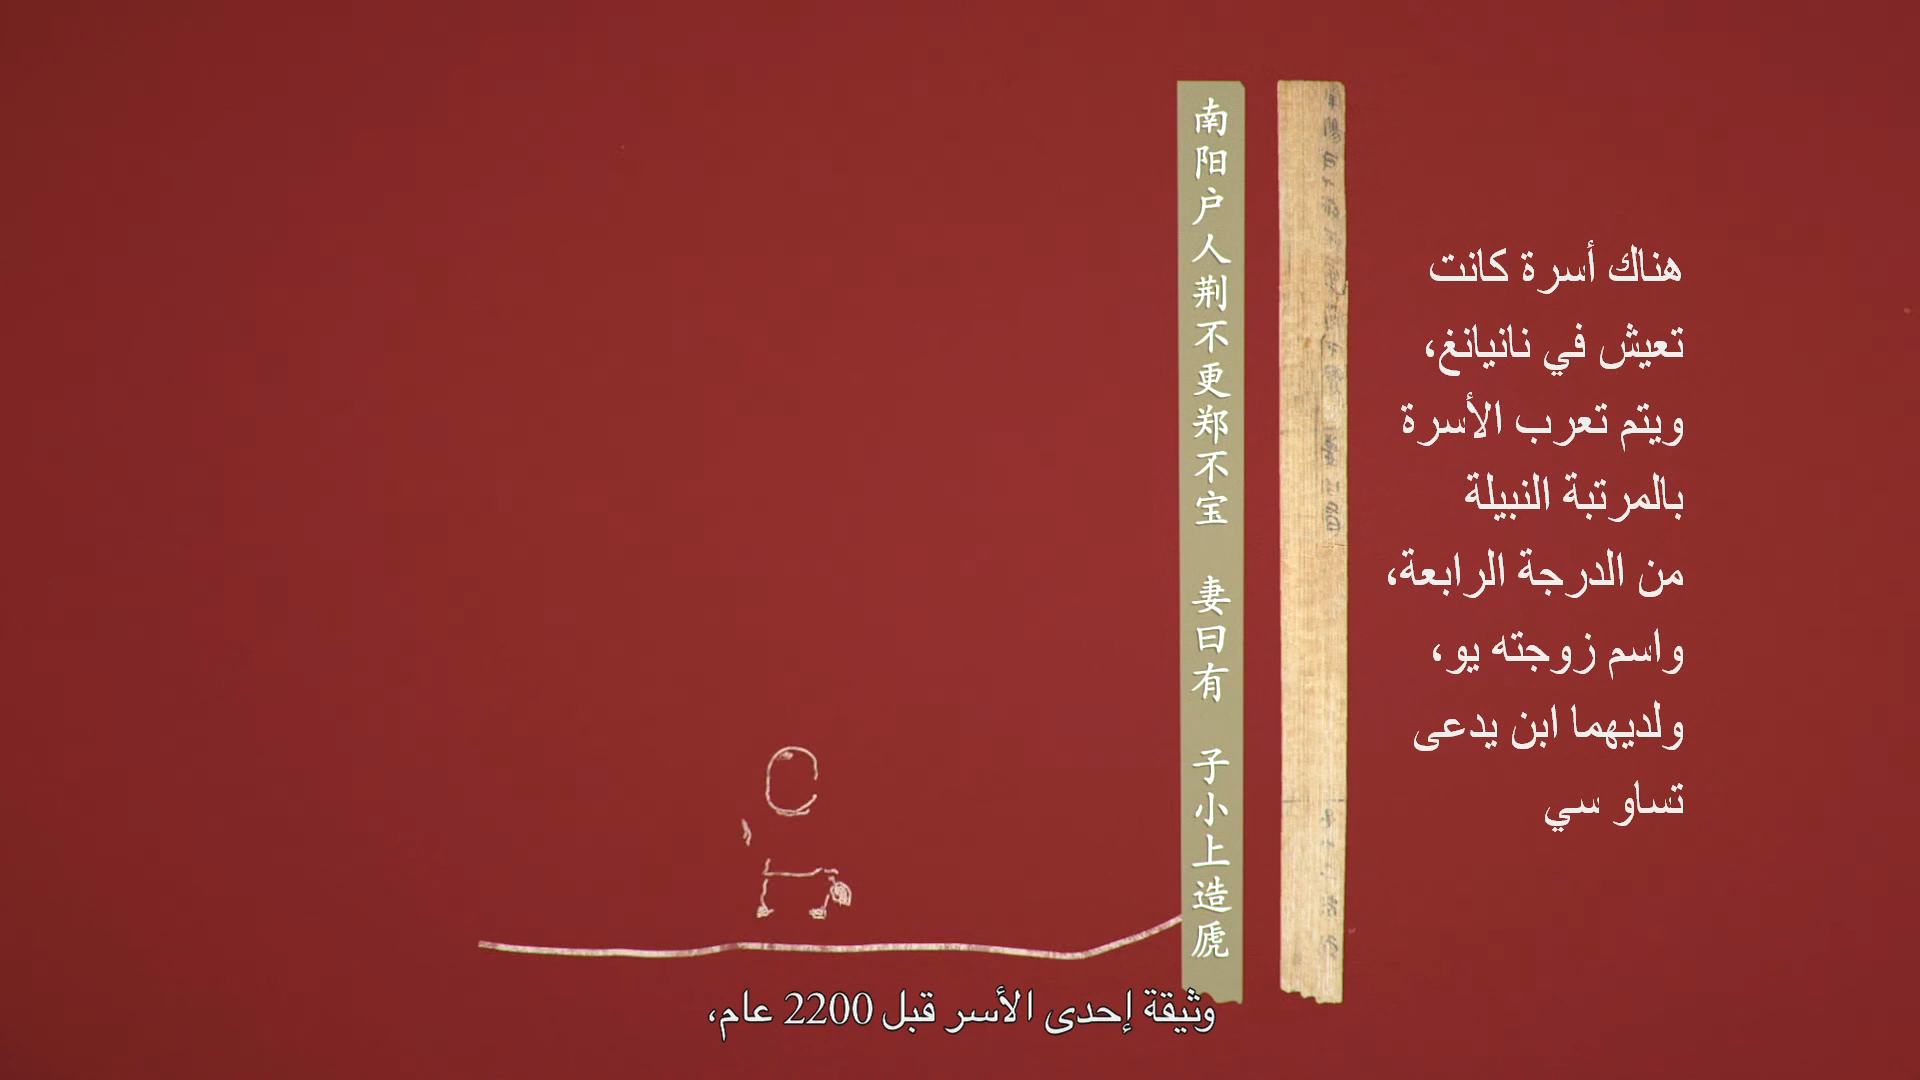 南阳户人荆不更郑不宝 妻曰有 子小上造虒
هناك أسرة كانت
تعيش في نانيانغ،
ويتم تعرب الأسرة
بالمرتبة النبيلة
من الدرجة الرابعة،
واسم زوجته يو،
ولديهما ابن يدعى
تساو سي
وثيقة إحدى الأسر قبل 2200 عام،